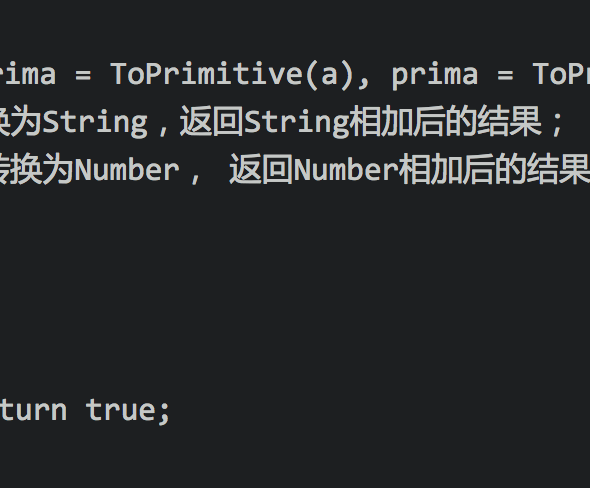 rima = ToPrimitive(a), prima = ToPr
换为String，返回String相加后的结果；
转换为Number， 返回Number相加后的结果
turn true;